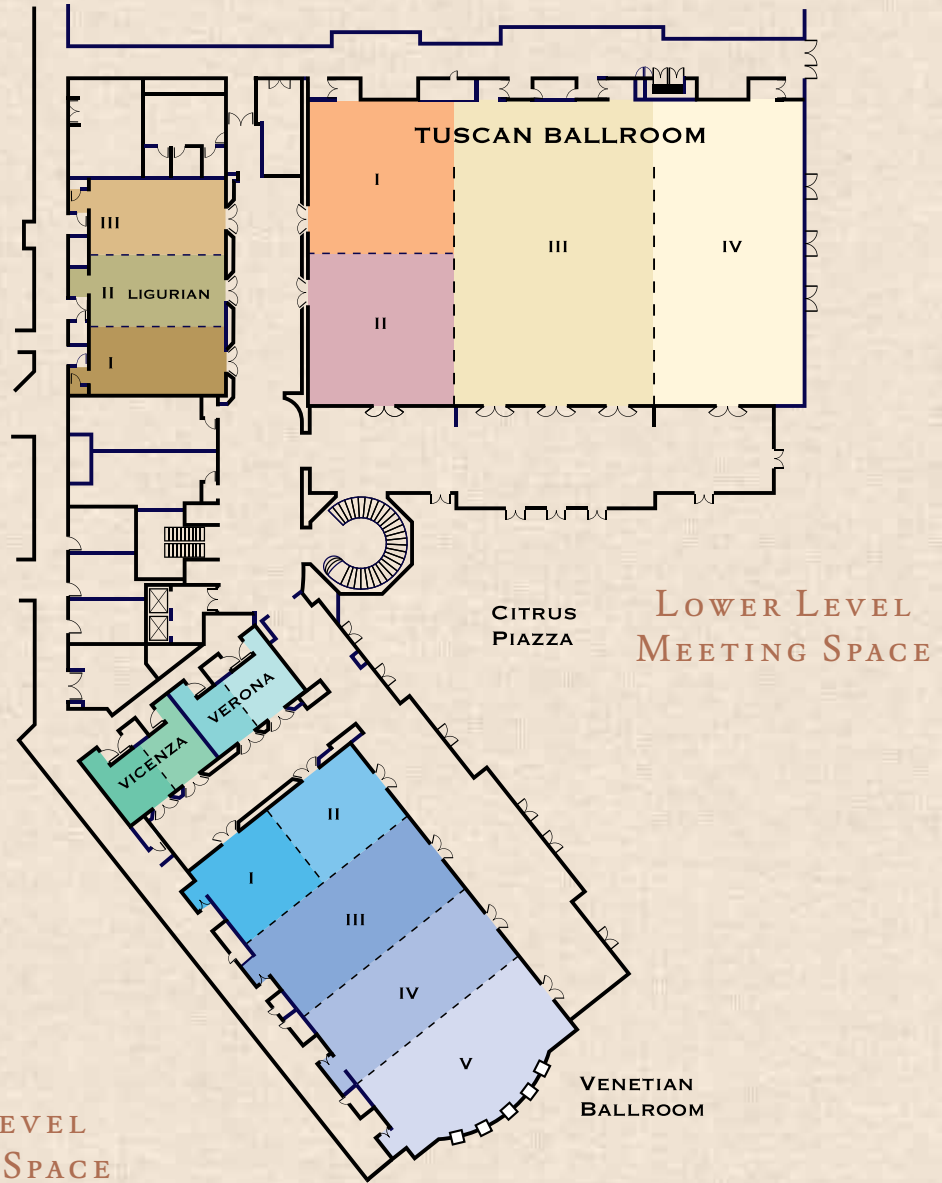 TUSCAN BALLROOM
I
III
IV
II
III
II LIGURIAN
I
CITRUS
PIAZZA
LOWER LEVEL
MEETING SPACE
VERONA
VICENZA
II
I
III
IV
V
VENETIAN
BALLROOM
EVEL
SPACE